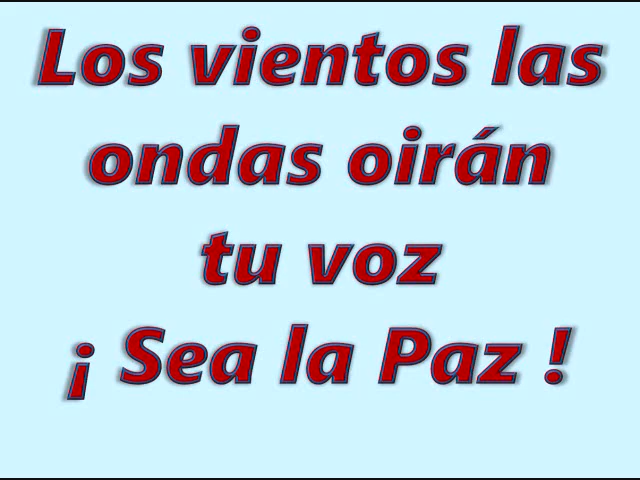 Los vientos las
ondas oirán
tu voz
¡ Sea la Paz !